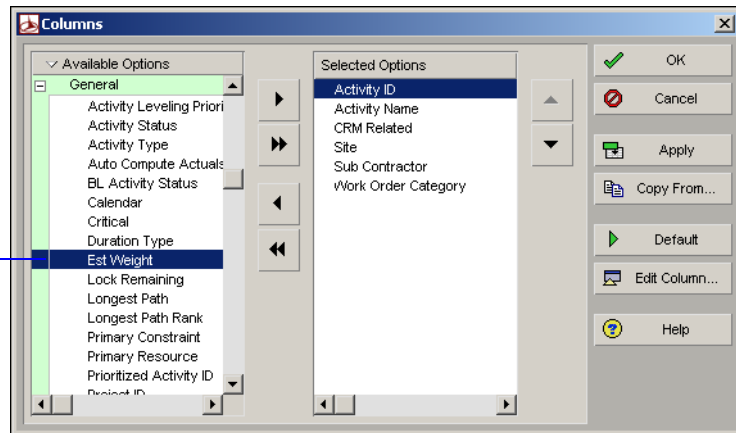 Columns
Available Options
General
Activity Leveling Priori
Activity Status
Activity Type
Auto Compute Actuals
BL Activity Status
Calendar
Critical
Duration Type
Est Weight
Lock Remaining
Longest Path
Longest Path Rank
Primary Constraint
Primary Resource
Prioritized Activity ID
Project ID
Selected Options
Activity ID
Activity Name
CRM Related
Site
Sub Contractor
Work Order Category
OK
Cancel
Apply
Copy From...
Default
Edit Column...
Help